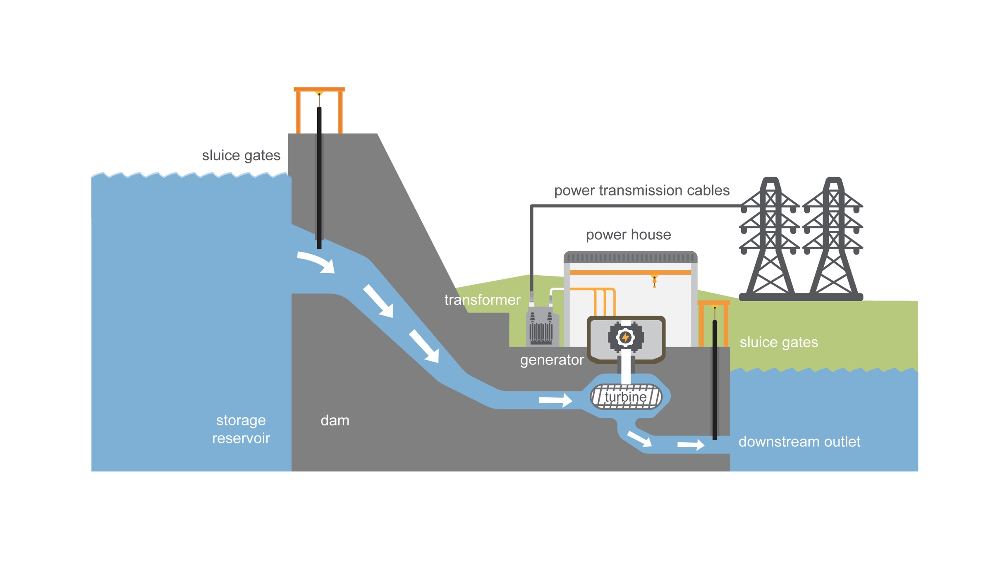 sluice gates
power transmission cables
power house
transformer
sluice gates
generator
turbine
storage
reservoir
dam
downstream outlet